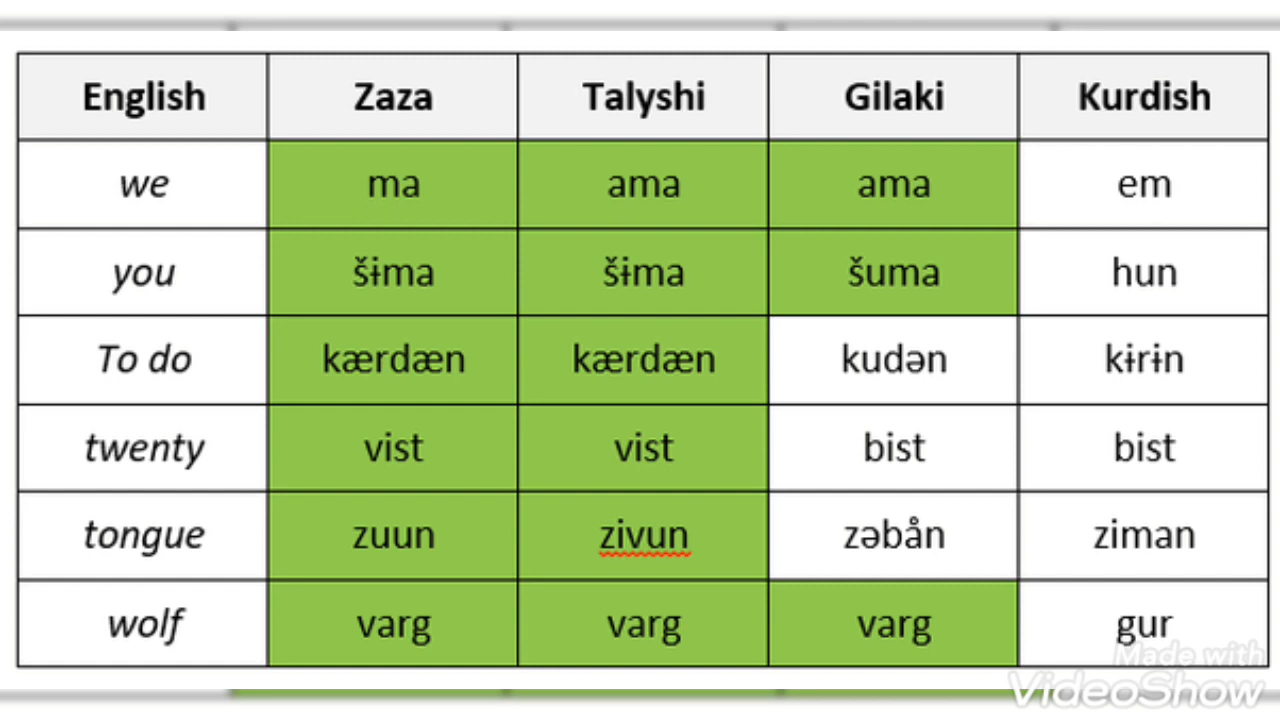 English Zaza Talyshi Gilaki Kurdish
we ma ama ama em
you šɨma šɨma šuma hun
To do kærdæn kærdæn kudən kɨrɨn
twenty vist vist bist bist
tongue zuun zivun zəbån ziman
wolf varg varg varg gur
Made with
VideoShow